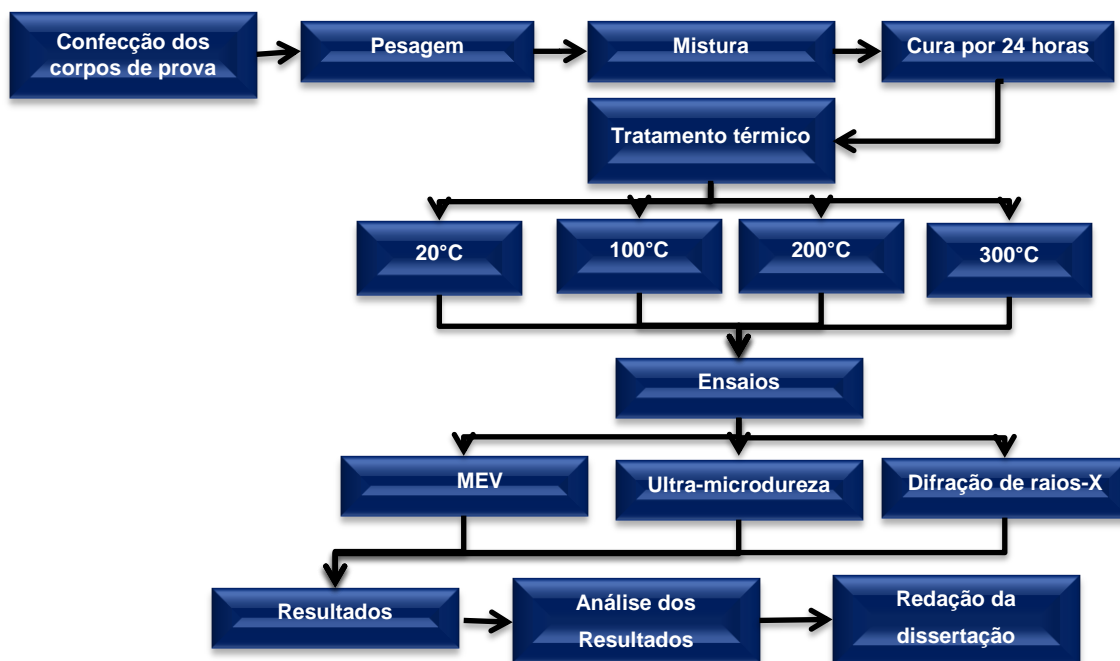 Confecção dos
corpos de prova
Pesagem
Mistura
Cura por 24 horas
Tratamento térmico
20°C
100°C
200°C
300°C
Ensaios
MEV
Ultra-microdureza
Difração de raios-X
Resultados
Análise dos
Resultados
Redação da
dissertação